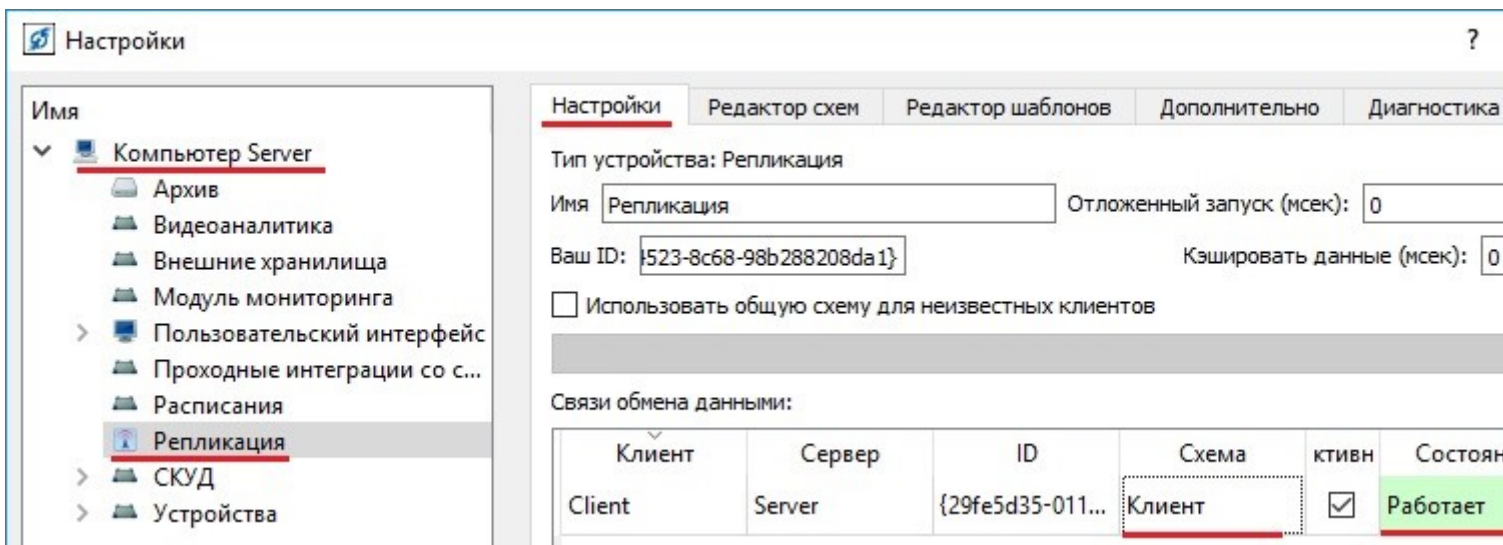 Настройки ?
Имя
Компьютер Server
Архив
Видеоаналитика
Внешние хранилища
Модуль мониторинга
Пользовательский интерфейс
Проходные интеграции со с...
Расписания
Репликация
СКУД
Устройства
Настройки Редактор схем Редактор шаблонов Дополнительно Диагностика
Тип устройства: Репликация
Имя Репликация Отложенный запуск (мсек): 0
Ваш ID: 4523-8c68-98b288208da1} Кэшировать данные (мсек): 0
Использовать общую схему для неизвестных клиентов
Связи обмена данными:
Клиент Сервер ID Схема ктивн Состоян
Client Server {29fe5d35-011... Клиент Работает